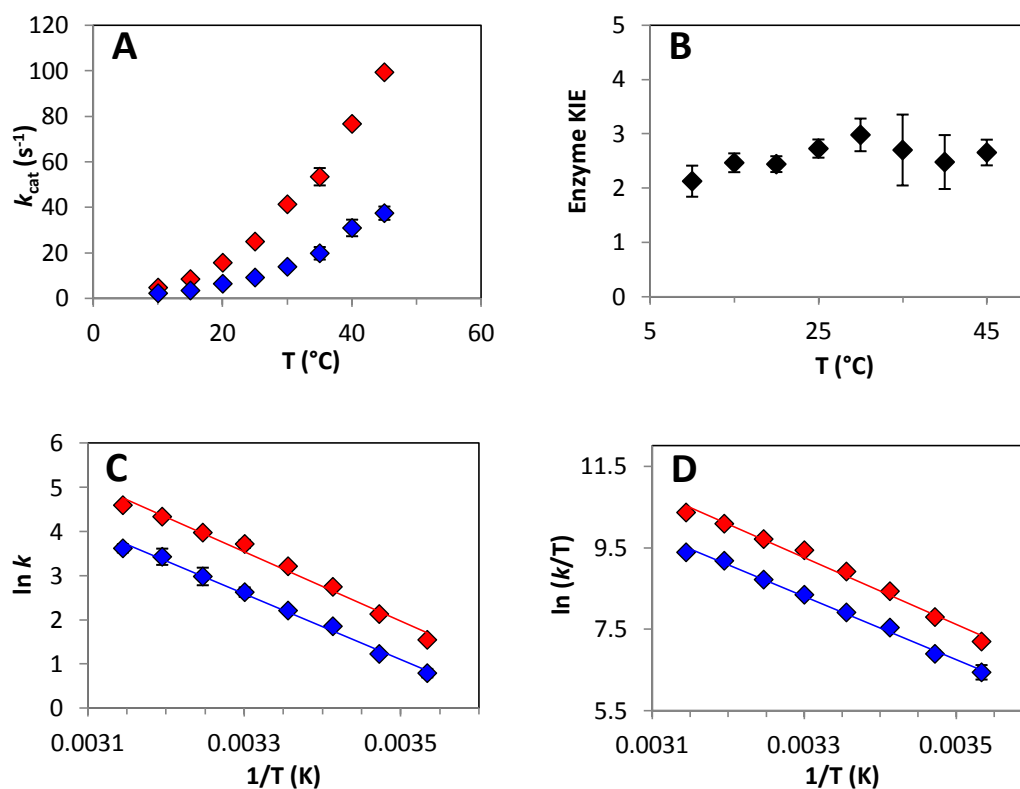 A
120
100
80
60
40
20
0
k_cat (s⁻¹)
0 20 40 60
T (°C)
B
5
4
3
2
1
0
Enzyme KIE
5 25 45
T (°C)
C
6
5
4
3
2
1
0
ln k
0.0031 0.0033 0.0035
1/T (K)
D
11.5
9.5
7.5
5.5
ln (k/T)
0.0031 0.0033 0.0035
1/T (K)